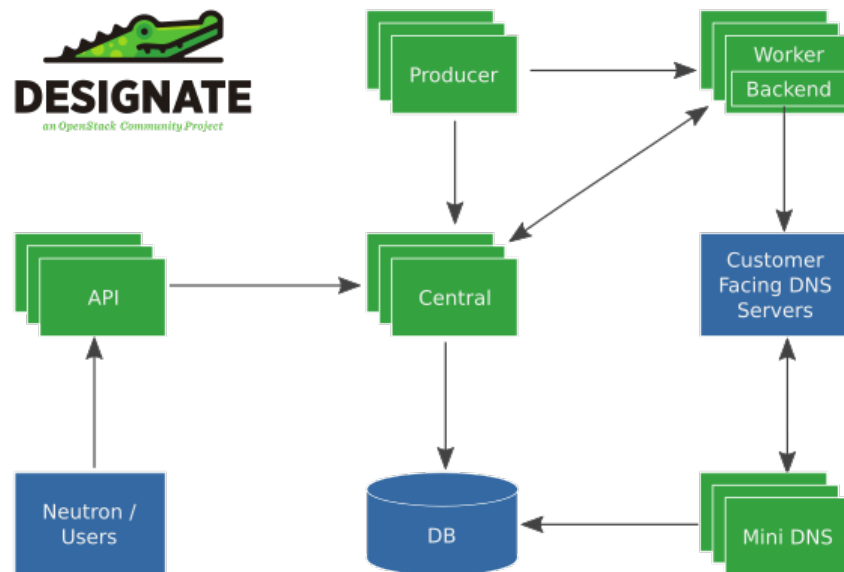 DESIGNATE
an OpenStack Community Project
Producer
Worker
Backend
API
Central
Customer
Facing DNS
Servers
Neutron /
Users
DB
Mini DNS